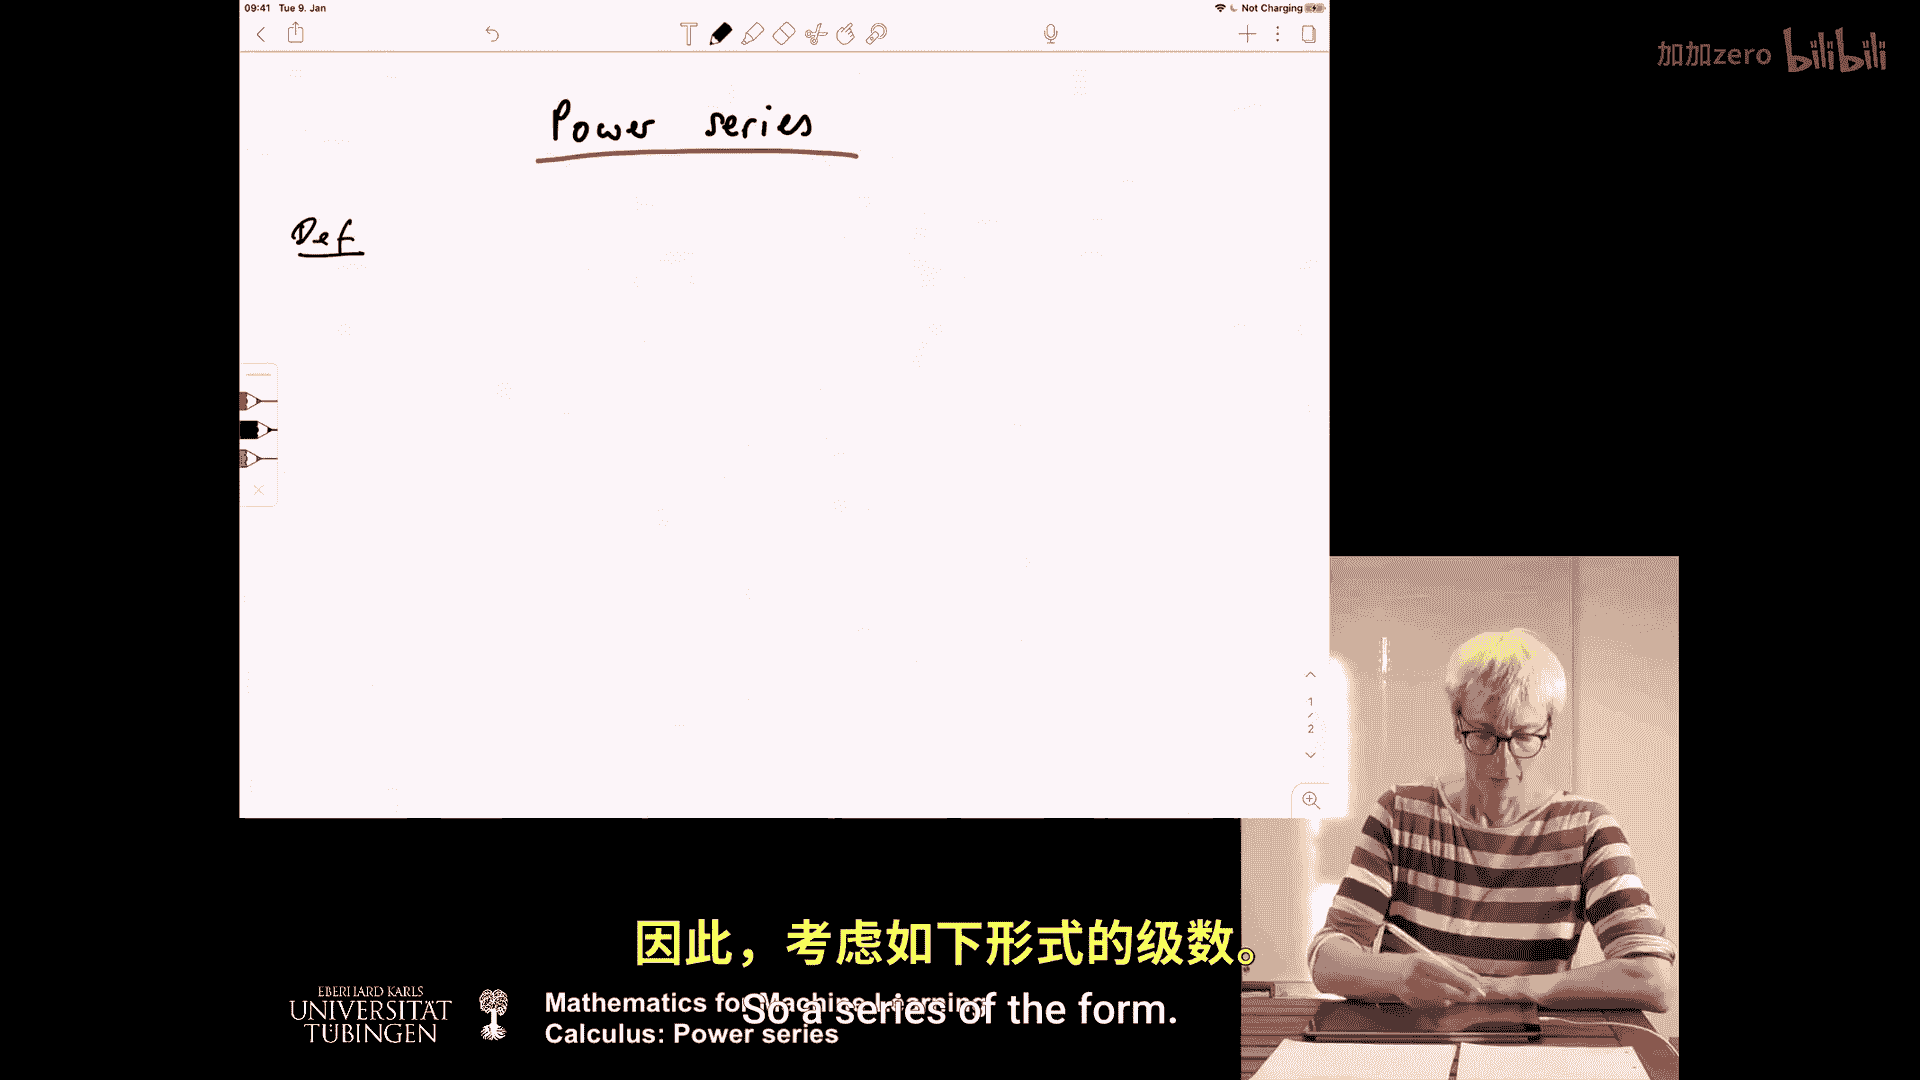 09:41 Tue 9. Jan
Not Charging
加加zero bilibili
Power series
Def
1
2
因此，考虑如下形式的级数。
So a series of the form.
EBERHARD KARLS
UNIVERSITÄT
TÜBINGEN
Mathematics for Machine Learning
Calculus: Power series